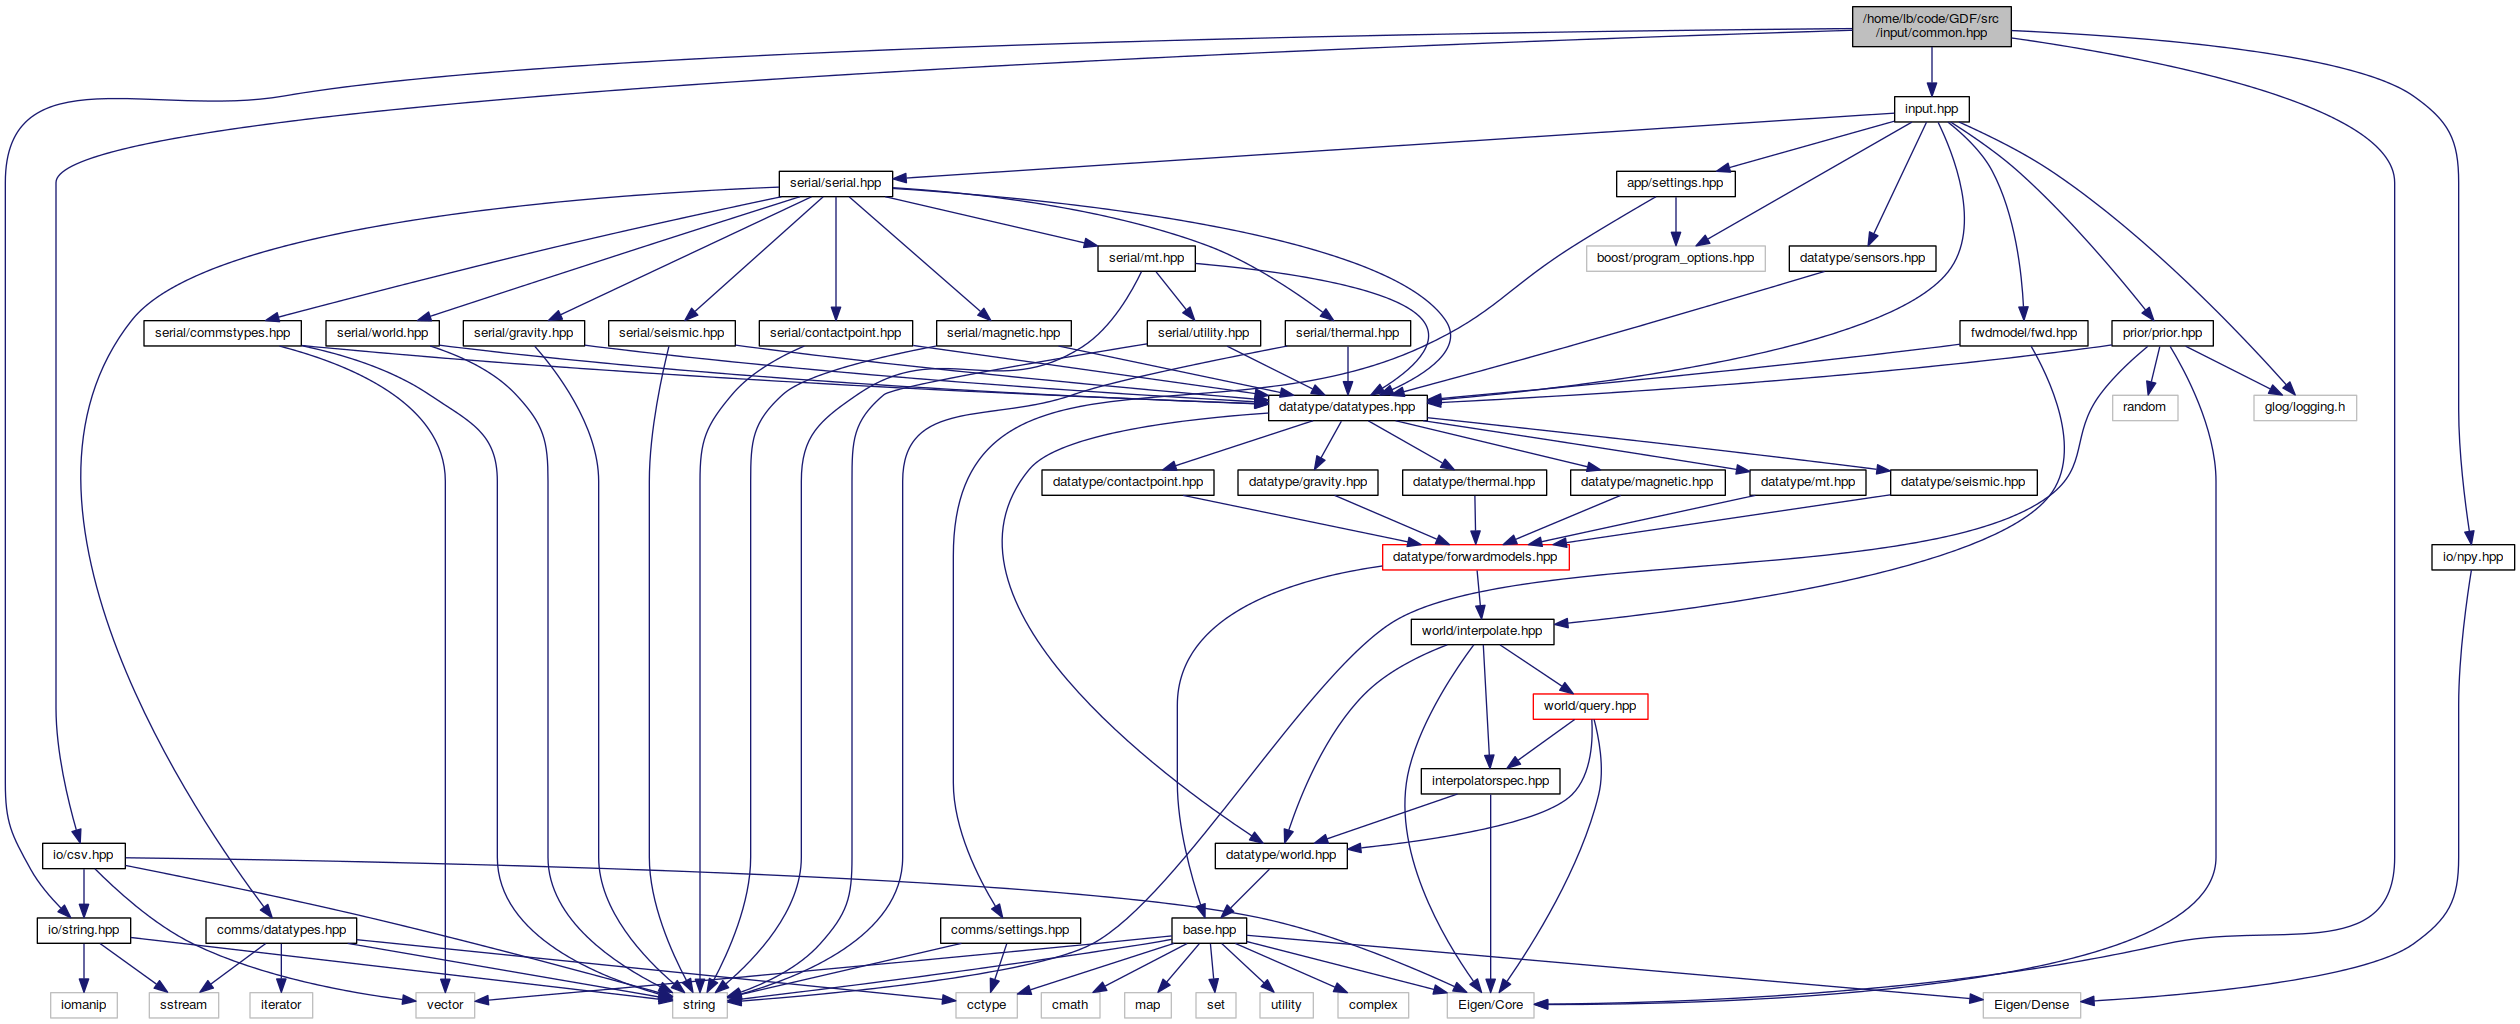 /home/lb/code/GDF/src
/input/common.hpp
input.hpp
serial/serial.hpp
app/settings.hpp
serial/mt.hpp
boost/program_options.hpp
datatype/sensors.hpp
serial/commstypes.hpp
serial/world.hpp
serial/gravity.hpp
serial/seismic.hpp
serial/contactpoint.hpp
serial/magnetic.hpp
serial/utility.hpp
serial/thermal.hpp
fwdmodel/fwd.hpp
prior/prior.hpp
datatype/datatypes.hpp
random
glog/logging.h
datatype/contactpoint.hpp
datatype/gravity.hpp
datatype/thermal.hpp
datatype/magnetic.hpp
datatype/mt.hpp
datatype/seismic.hpp
datatype/forwardmodels.hpp
io/npy.hpp
world/interpolate.hpp
world/query.hpp
interpolatorspec.hpp
io/csv.hpp
datatype/world.hpp
io/string.hpp
comms/datatypes.hpp
comms/settings.hpp
base.hpp
iomanip
sstream
iterator
vector
string
cctype
cmath
map
set
utility
complex
Eigen/Core
Eigen/Dense